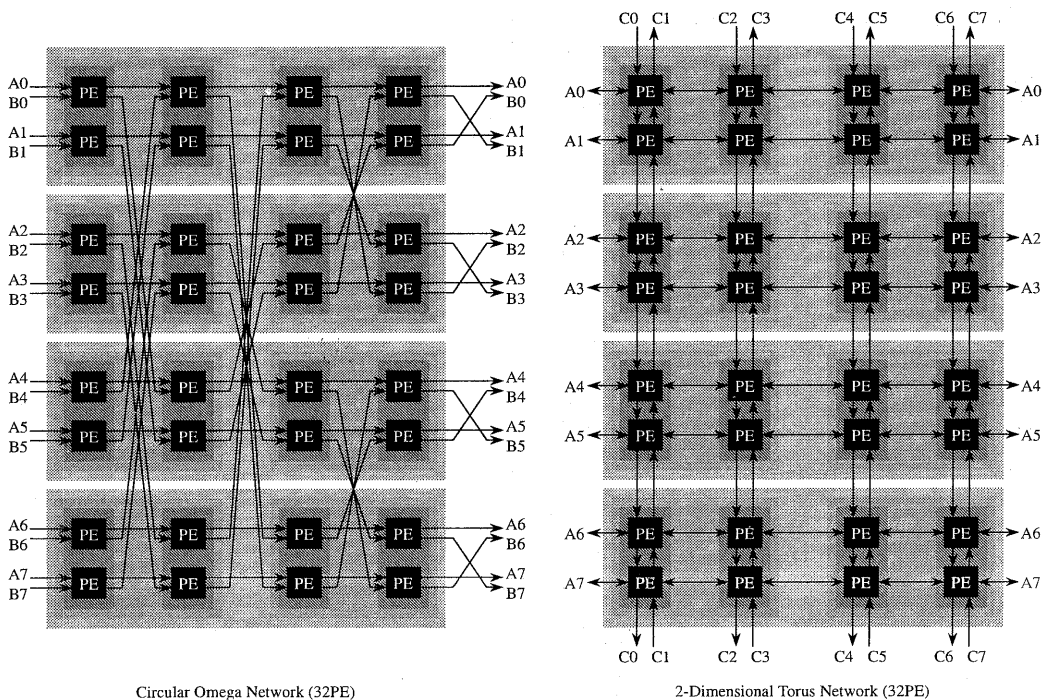 C0 C1 C2 C3 C4 C5 C6 C7
A0 PE PE PE PE A0
B0 B0
A1 PE PE PE PE A1
B1 B1
A2 PE PE PE PE A2
B2 B2
A3 PE PE PE PE A3
B3 B3
A4 PE PE PE PE A4
B4 B4
A5 PE PE PE PE A5
B5 B5
A6 PE PE PE PE A6
B6 B6
A7 PE PE PE PE A7
B7 B7
Circular Omega Network (32PE)
A0 PE PE PE PE A0
A1 PE PE PE PE A1
A2 PE PE PE PE A2
A3 PE PE PE PE A3
A4 PE PE PE PE A4
A5 PE PE PE PE A5
A6 PE PE PE PE A6
A7 PE PE PE PE A7
C0 C1 C2 C3 C4 C5 C6 C7
2-Dimensional Torus Network (32PE)